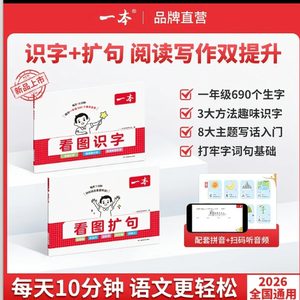 一本 品牌直营
识字+扩句 阅读写作双提升
新品上市
一年级690个生字
3大方法趣味识字
8大主题写话入门
打牢字词句基础
一本
看图识字
一本
看图扩句
配套拼音+扫码听音频
每天10分钟 语文更轻松
2026
全国通用